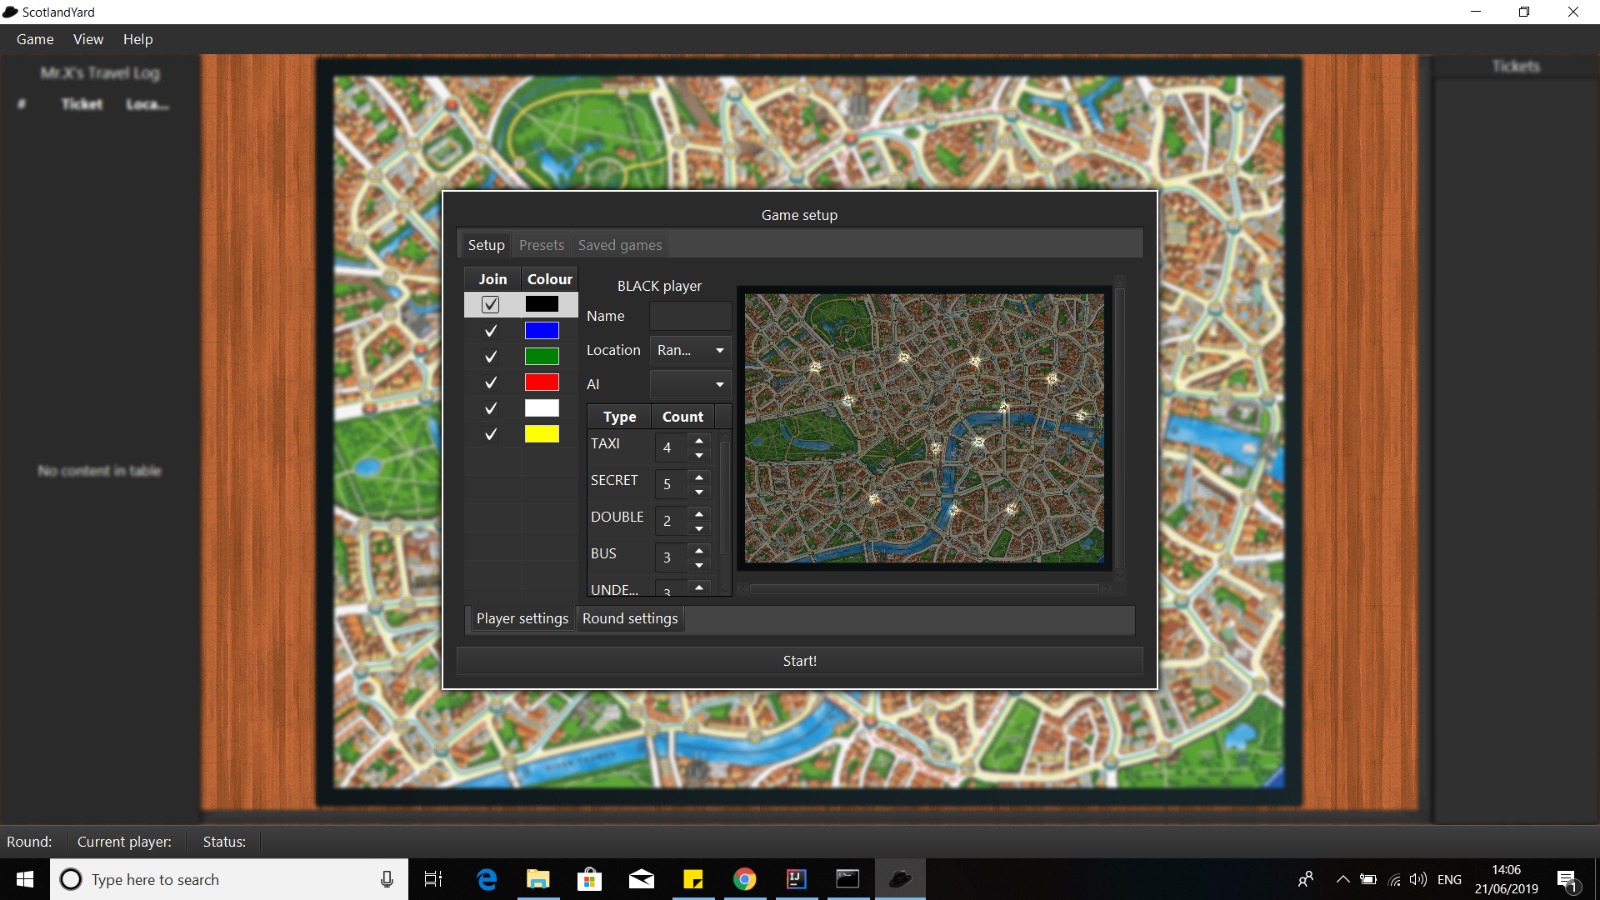 ScotlandYard
Game View Help
Mr.X's Travel Log
# Ticket Loca...
No content in table
Tickets
Game setup
Setup Presets Saved games
Join Colour
BLACK player
Name
Location Ran...
AI
Type Count
TAXI 4
SECRET 5
DOUBLE 2
BUS 3
UNDE... 3
Player settings Round settings
Start!
Round: Current player: Status:
Type here to search
ENG
14:06
21/06/2019
1